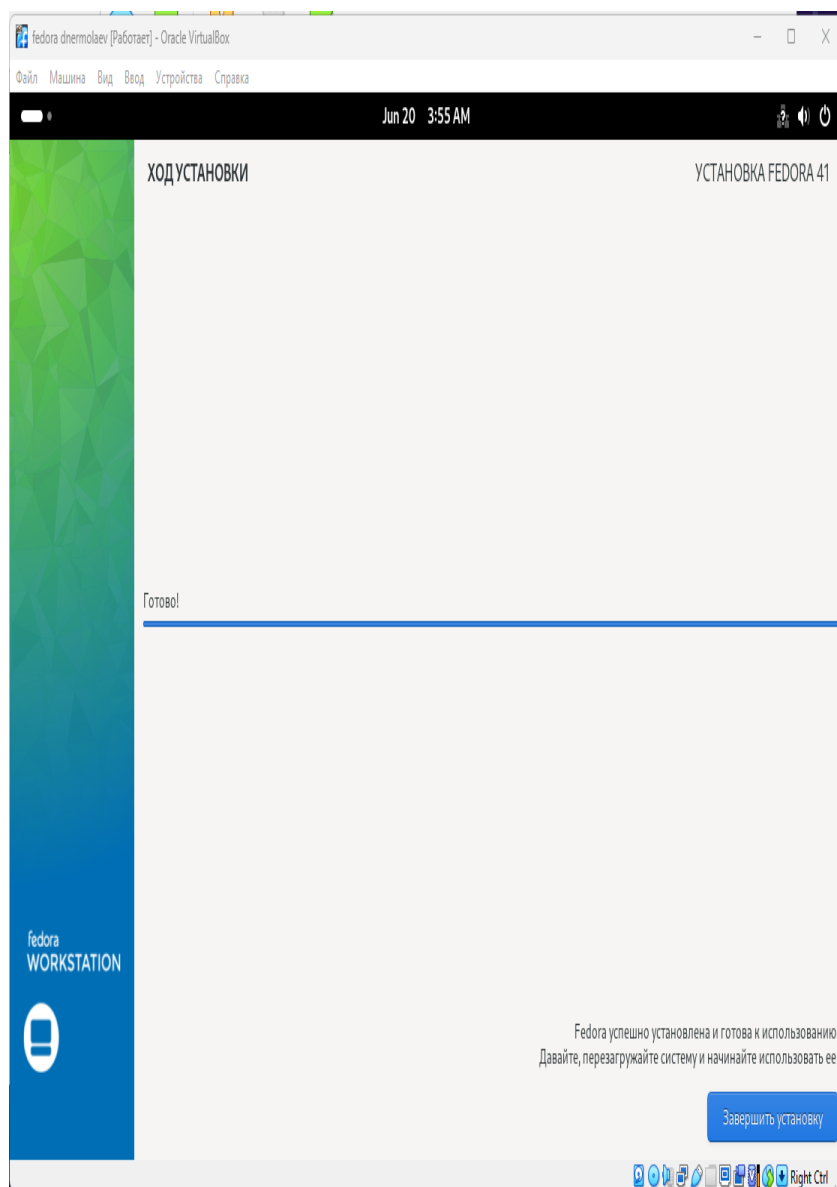 fedora dnermolaev [Работает] - Oracle VirtualBox
Файл Машина Вид Ввод Устройства Справка
Jun 20 3:55 AM
ХОД УСТАНОВКИ
УСТАНОВКА FEDORA 41
Готово!
fedora
WORKSTATION
Fedora успешно установлена и готова к использованию
Давайте, перезагружайте систему и начинайте использовать ее
Завершить установку
Right Ctrl